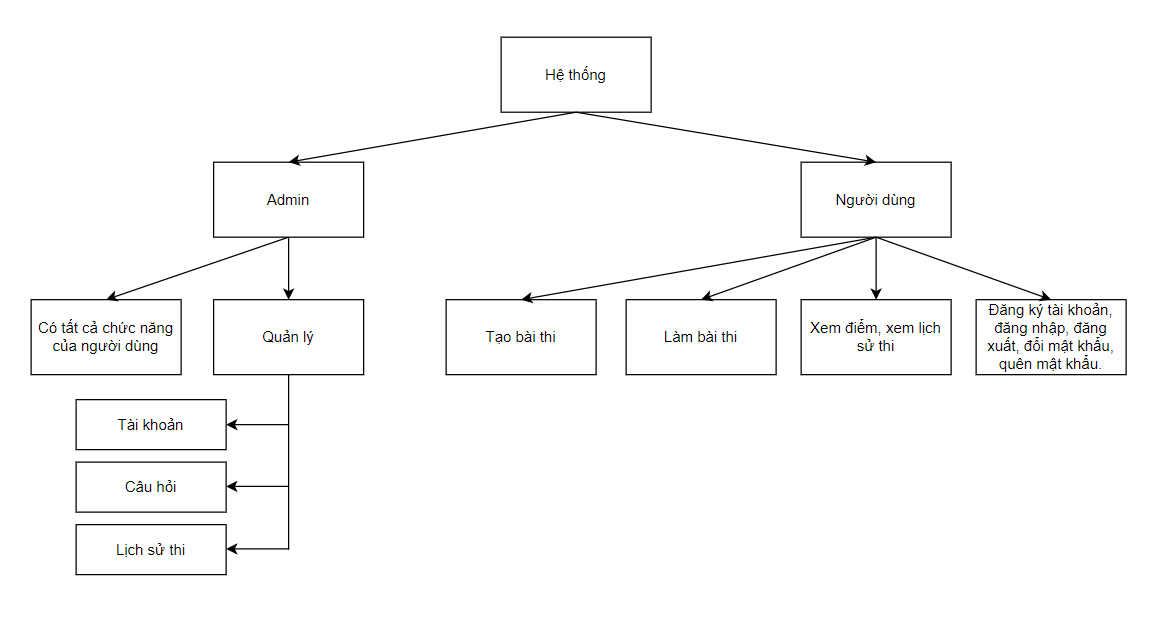 Hệ thống
Admin
Người dùng
Có tất cả chức năng
của người dùng
Quản lý
Tạo bài thi
Làm bài thi
Xem điểm, xem lịch
sử thi
Đăng ký tài khoản,
đăng nhập, đăng
xuất, đổi mật khẩu,
quên mật khẩu.
Tài khoản
Câu hỏi
Lịch sử thi